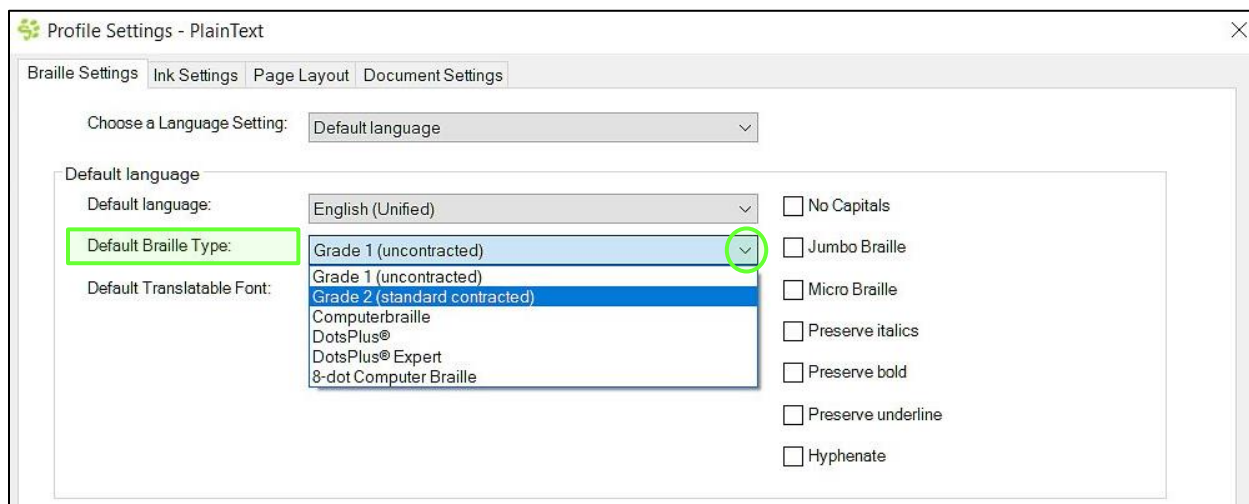 Profile Settings - PlainText
Braille Settings Ink Settings Page Layout Document Settings
Choose a Language Setting: Default language
Default language
Default language: English (Unified) No Capitals
Default Braille Type: Grade 1 (uncontracted) Jumbo Braille
Grade 1 (uncontracted)
Default Translatable Font: Grade 2 (standard contracted) Micro Braille
Computerbraille
DotsPlus® Preserve italics
DotsPlus® Expert
8-dot Computer Braille Preserve bold
Preserve underline
Hyphenate